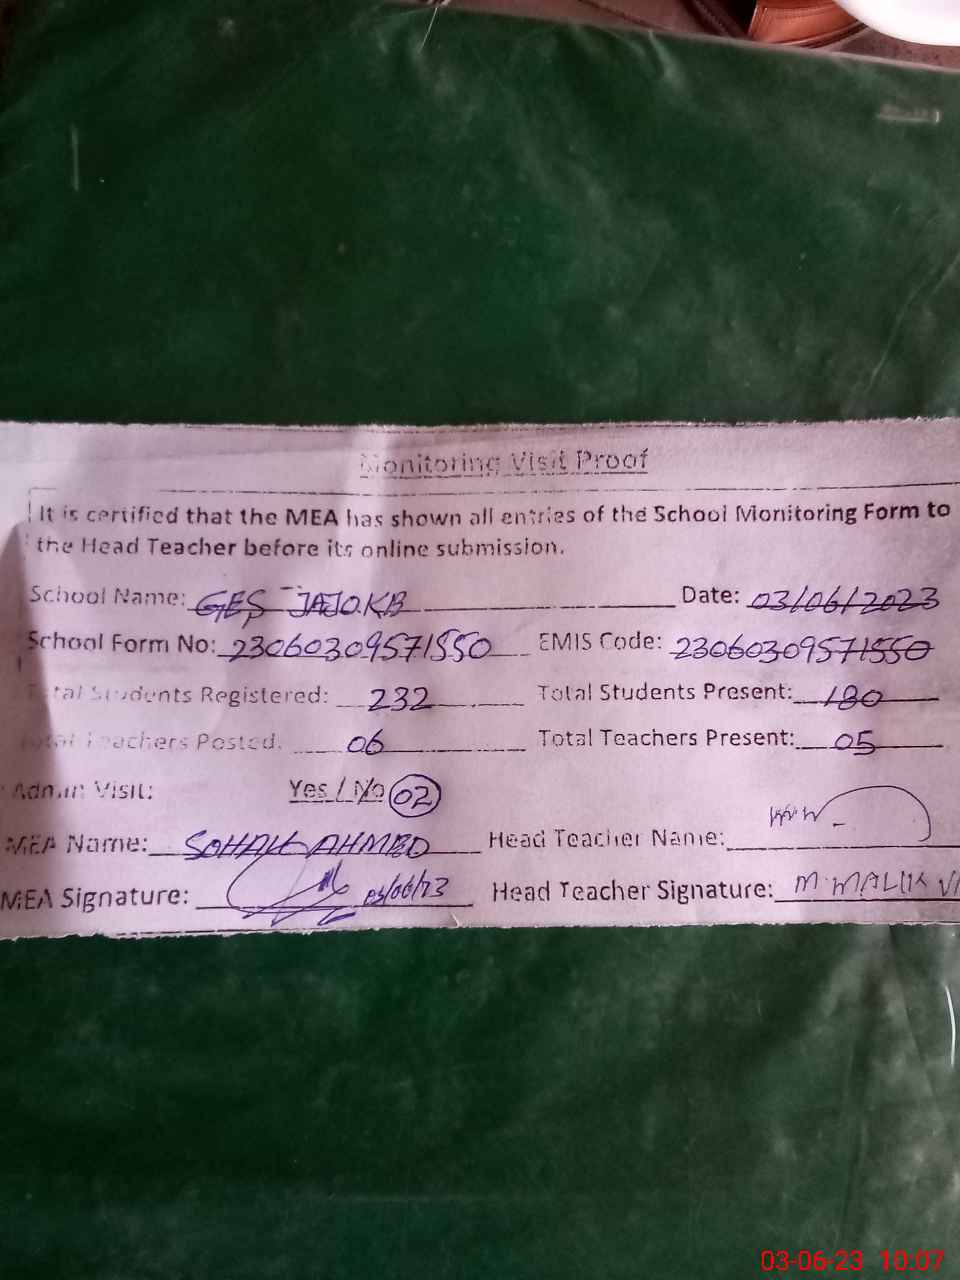 Monitoring Visit Proof
It is certified that the MEA has shown all entries of the School Monitoring Form to
the Head Teacher before its online submission.
School Name: GES JAJOKB Date: 03/06/2023
School Form No: 23060309571550 EMIS Code: 23060309571550
Total Students Registered: 232 Total Students Present: 180
Total Teachers Posted: 06 Total Teachers Present: 05
Admin Visit: Yes / No 02
MEA Name: SOHAIL AHMED Head Teacher Name:
MEA Signature: 03/06/23 Head Teacher Signature: M. MALIK
03-06-23 10:07